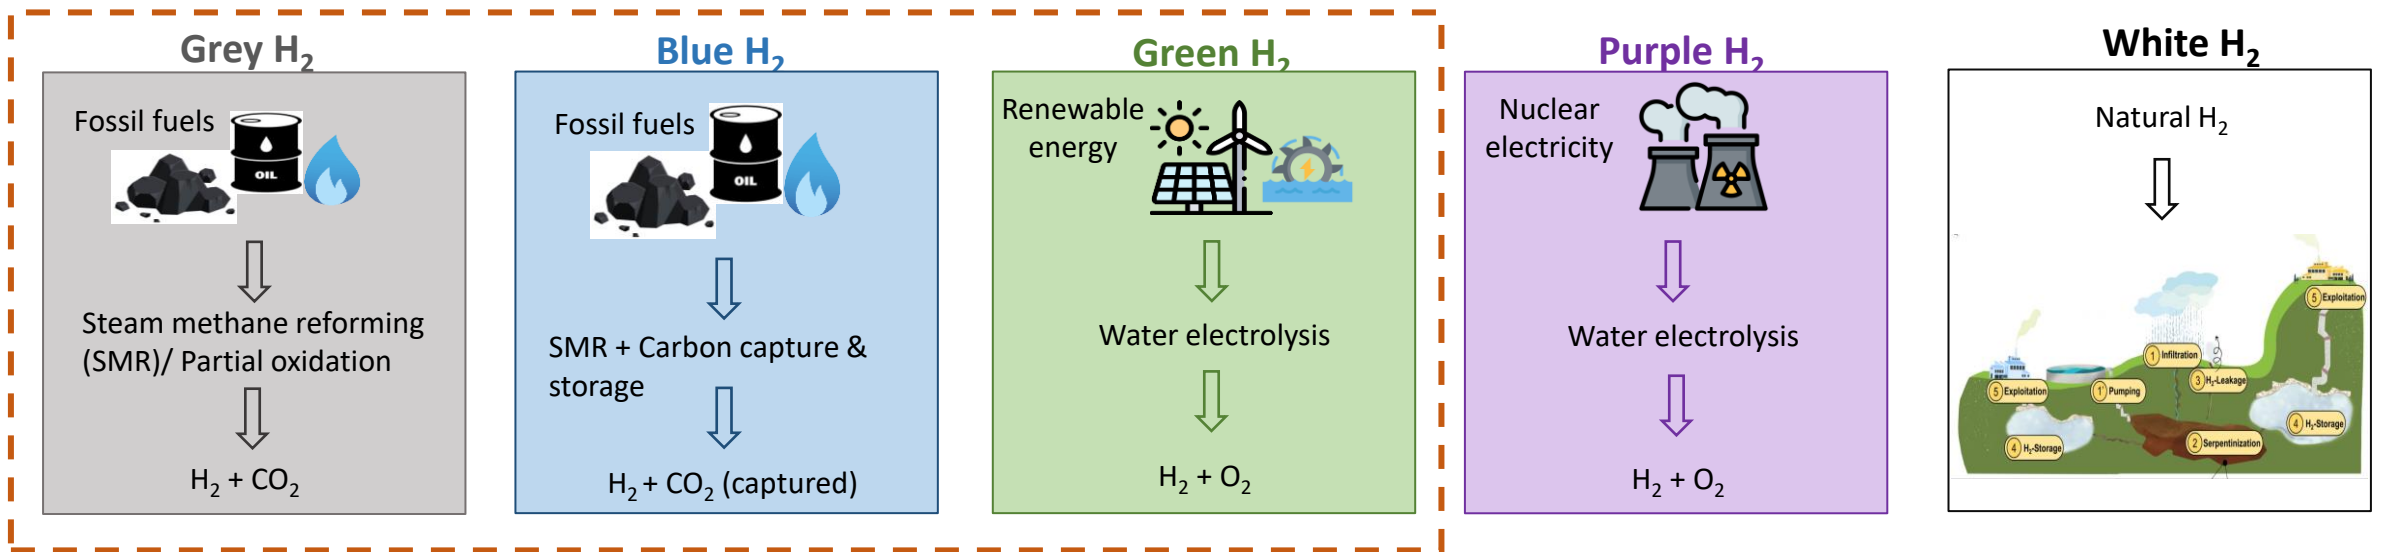 Grey H₂
Fossil fuels
OIL
Steam methane reforming
(SMR)/ Partial oxidation
H₂ + CO₂
Blue H₂
Fossil fuels
OIL
SMR + Carbon capture &
storage
H₂ + CO₂ (captured)
Green H₂
Renewable
energy
Water electrolysis
H₂ + O₂
Purple H₂
Nuclear
electricity
Water electrolysis
H₂ + O₂
White H₂
Natural H₂
5 Exploitation
1 Infiltration
3 H₂-Leakage
5 Exploitation
1' Pumping
4 H₂-Storage
2 Serpentinization
4 H₂-Storage